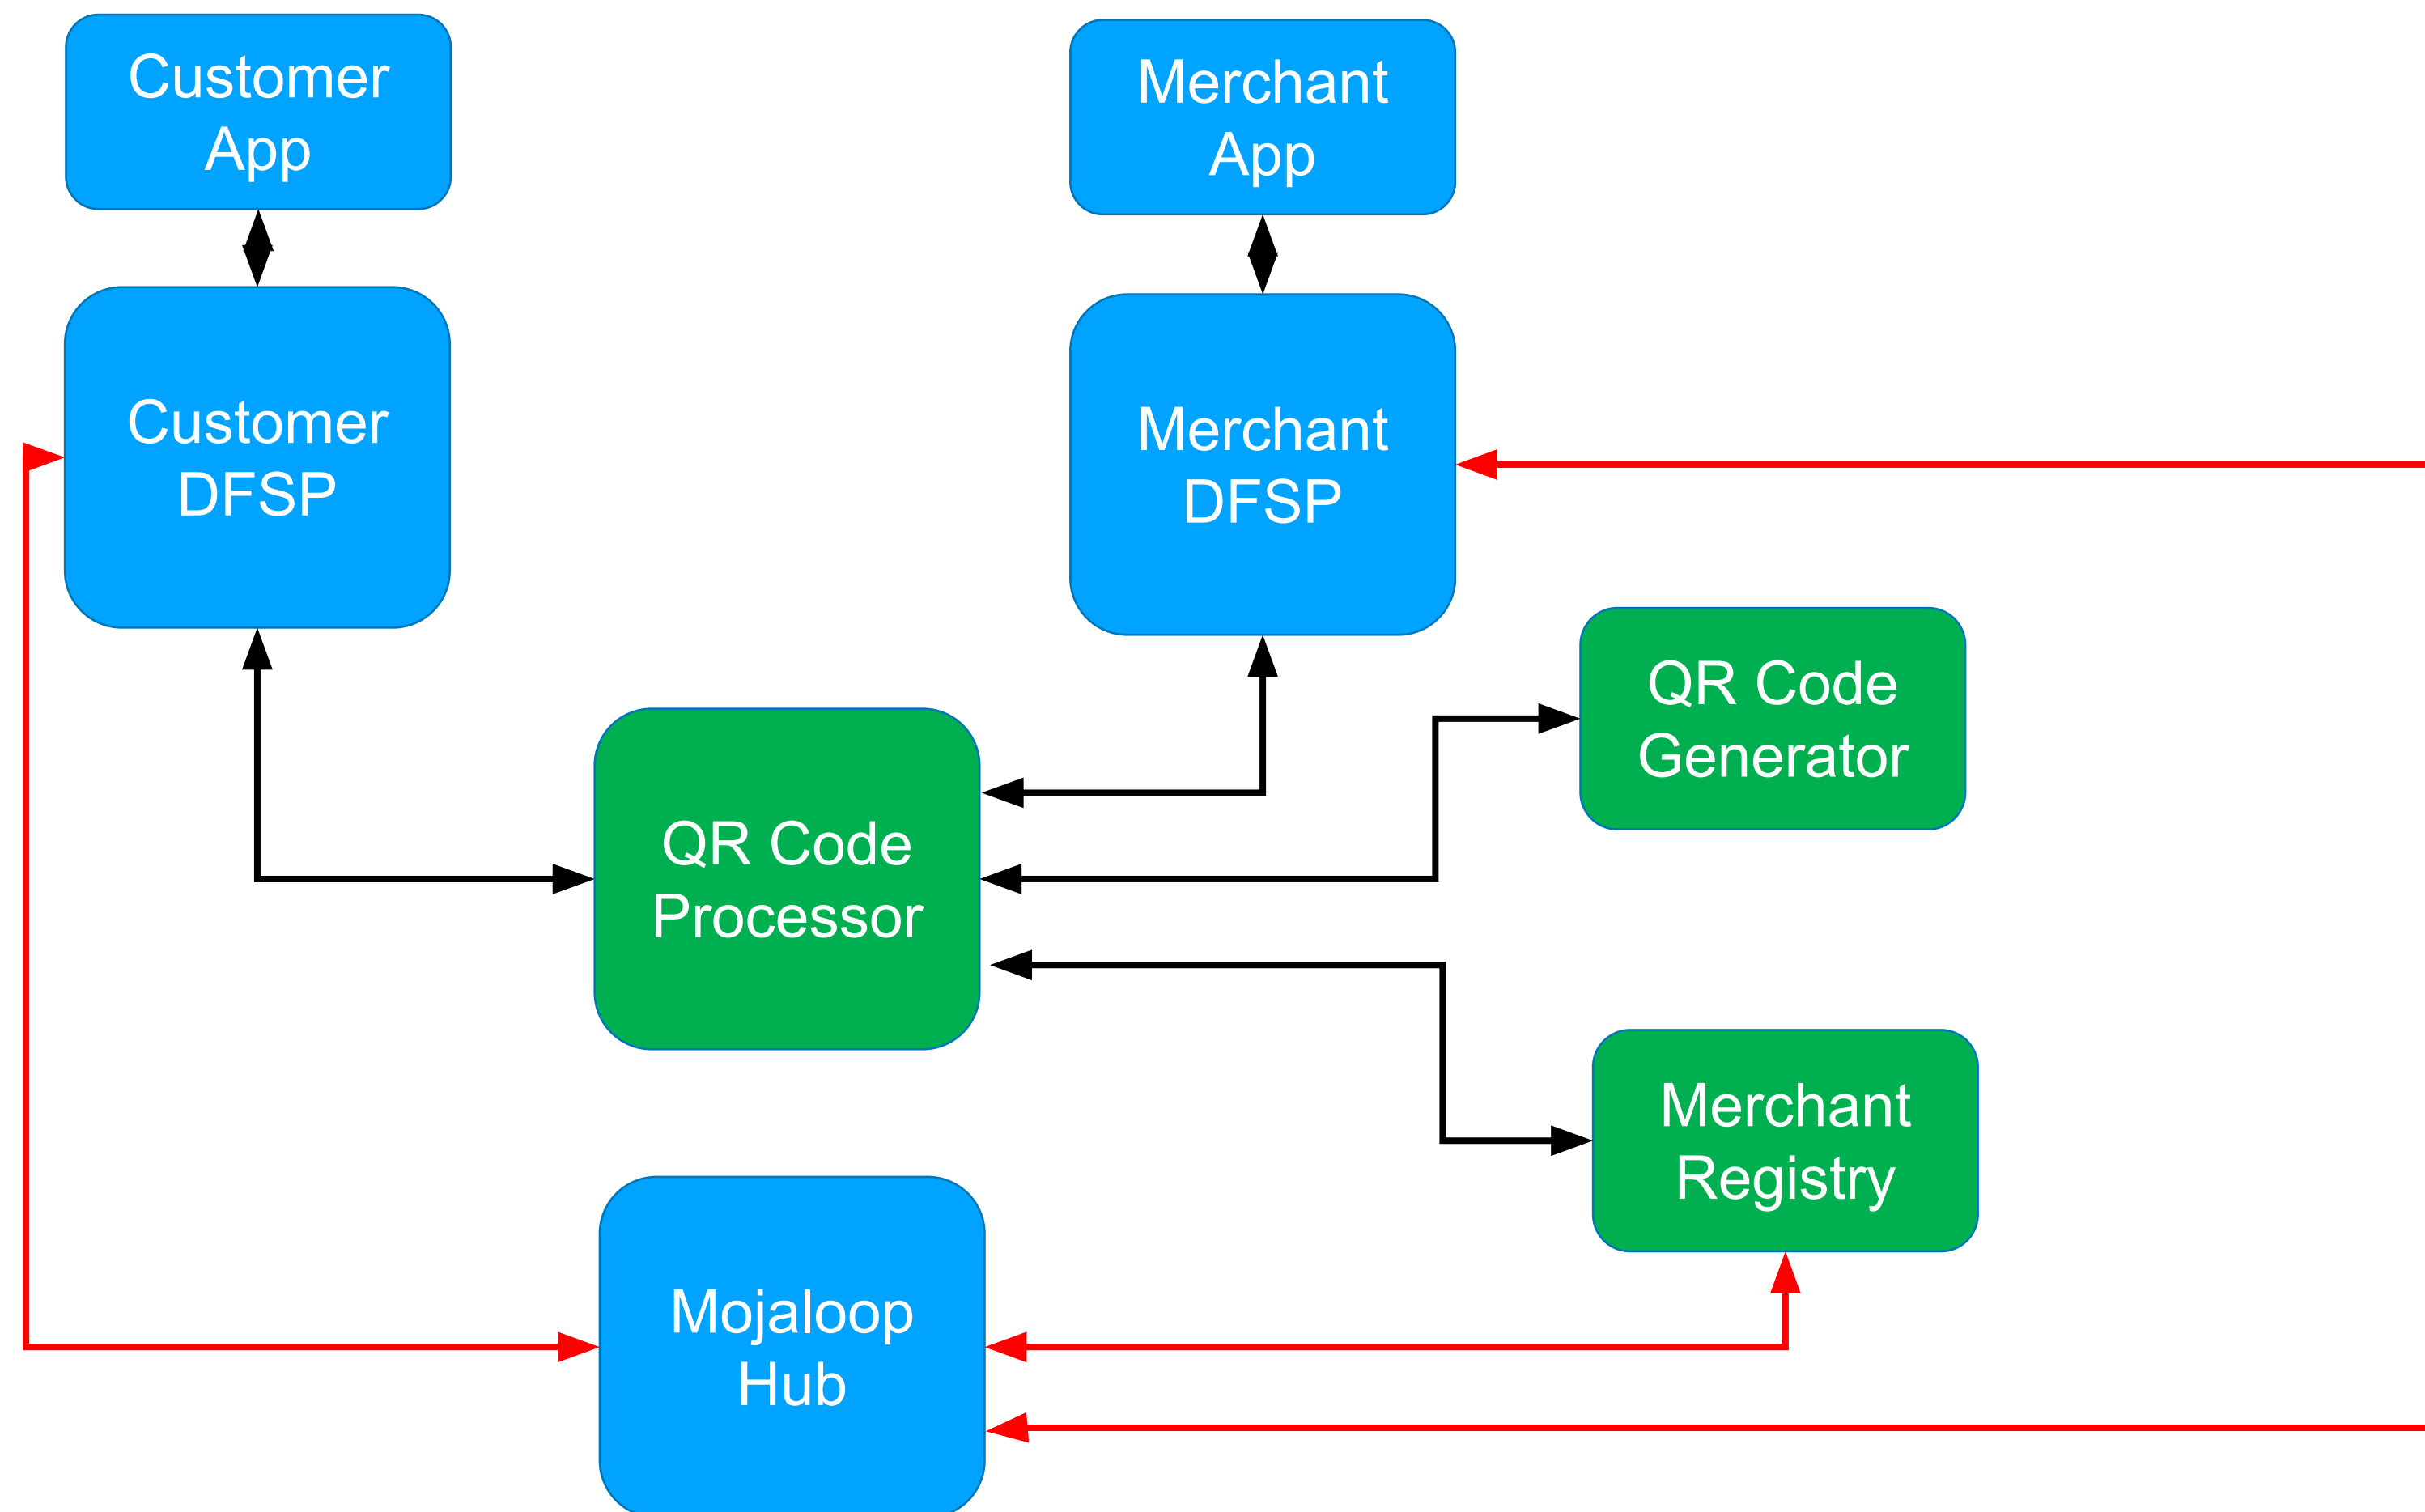 Customer
App
Merchant
App
Customer
DFSP
Merchant
DFSP
QR Code
Generator
QR Code
Processor
Merchant
Registry
Mojaloop
Hub